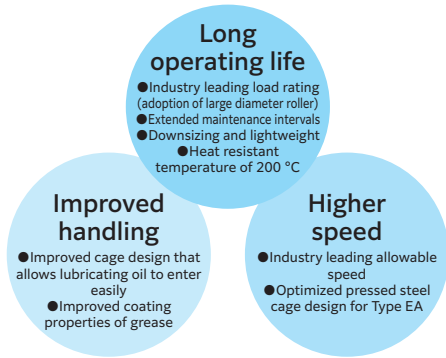 Long
operating life
●Industry leading load rating
(adoption of large diameter roller)
●Extended maintenance intervals
●Downsizing and lightweight
●Heat resistant
temperature of 200 °C
Improved
handling
●Improved cage design that
allows lubricating oil to enter
easily
●Improved coating
properties of grease
Higher
speed
●Industry leading allowable
speed
●Optimized pressed steel
cage design for Type EA